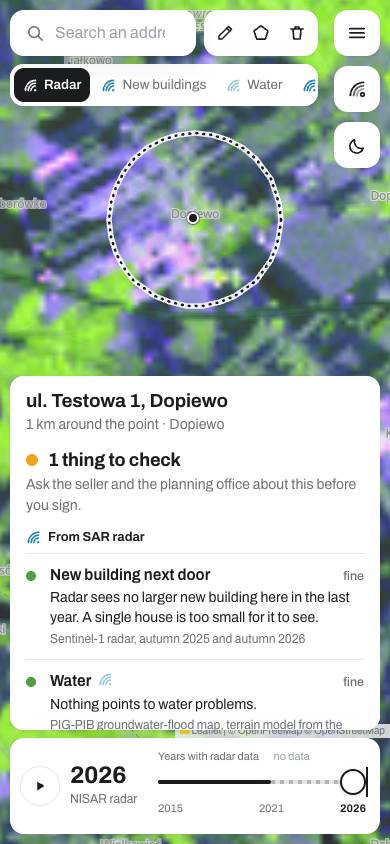 Search an addre
Radar
New buildings
Water
Dopiewo
Dop
ul. Testowa 1, Dopiewo
1 km around the point · Dopiewo
1 thing to check
Ask the seller and the planning office about this before
you sign.
From SAR radar
New building next door
fine
Radar sees no larger new building here in the last
year. A single house is too small for it to see.
Sentinel-1 radar, autumn 2025 and autumn 2026
Water
fine
Nothing points to water problems.
PIG-PIB groundwater-flood map, terrain model from the
Leaflet | © OpenFreeMap © OpenStreetMap
Years with radar data
no data
2026
NISAR radar
2015
2021
2026